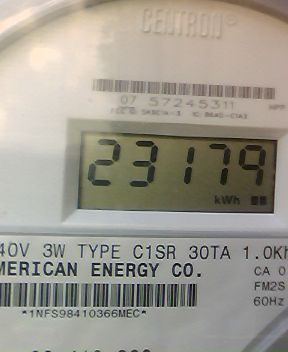 CENTRON®
07 57245311
23179
kWh
40V 3W TYPE C1SR 30TA 1.0Kh
MERICAN ENERGY CO.
CA 0
FM2S
60Hz
*1NFS98410366MEC*